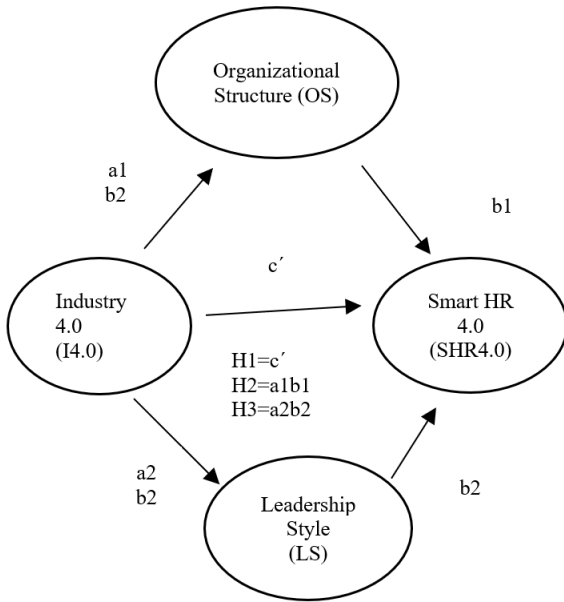 Organizational
Structure (OS)
a1
b2
b1
c´
Industry
4.0
(I4.0)
Smart HR
4.0
(SHR4.0)
H1=c´
H2=a1b1
H3=a2b2
a2
b2
b2
Leadership
Style
(LS)